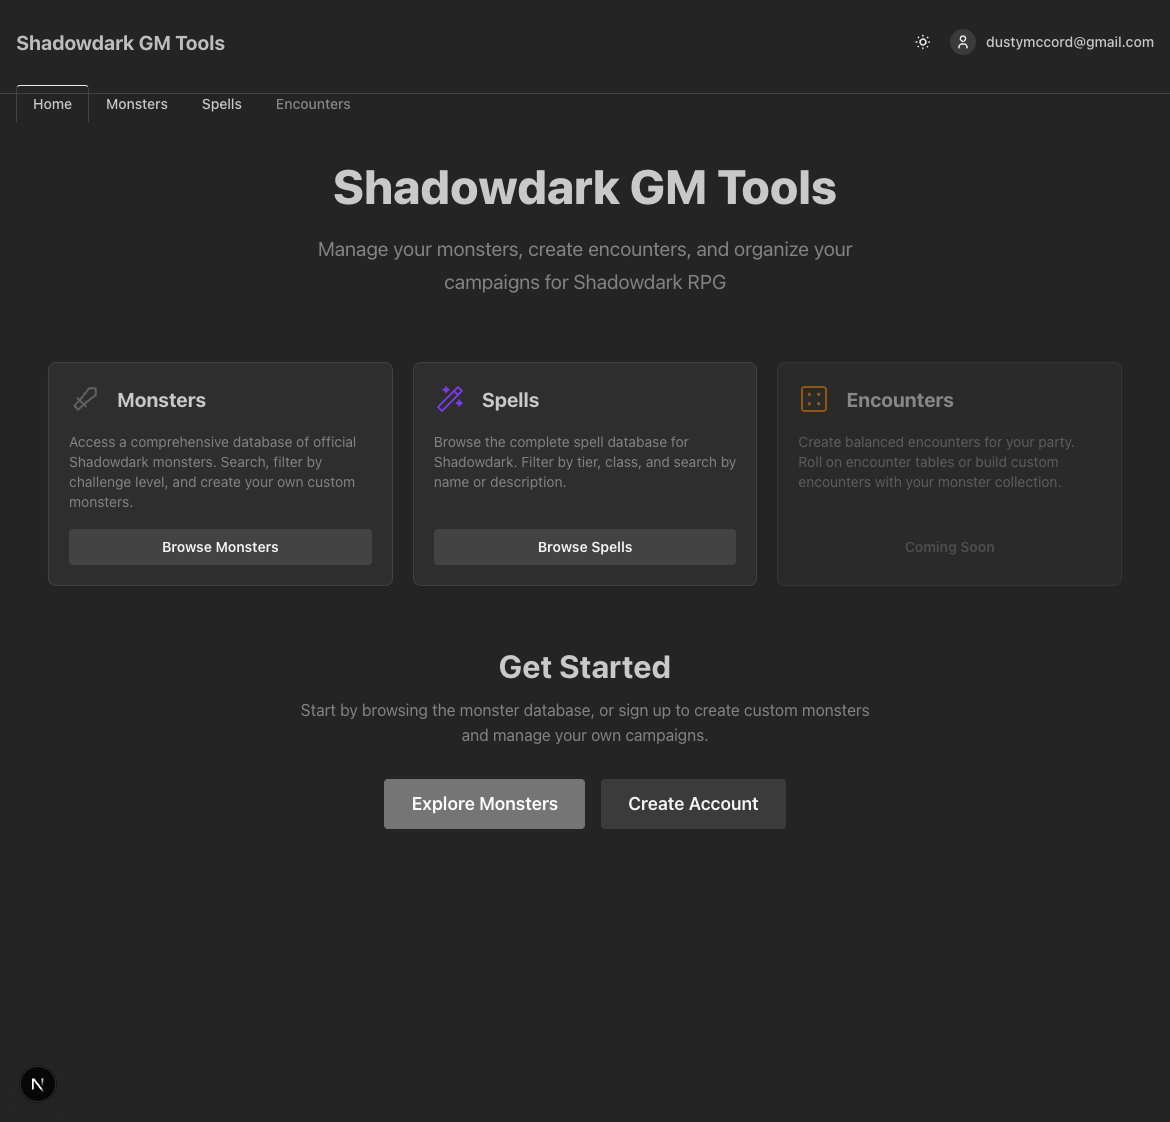 Shadowdark GM Tools
dustymccord@gmail.com
Home Monsters Spells Encounters
Shadowdark GM Tools
Manage your monsters, create encounters, and organize your
campaigns for Shadowdark RPG
Monsters
Access a comprehensive database of official
Shadowdark monsters. Search, filter by
challenge level, and create your own custom
monsters.
Browse Monsters
Spells
Browse the complete spell database for
Shadowdark. Filter by tier, class, and search by
name or description.
Browse Spells
Encounters
Create balanced encounters for your party.
Roll on encounter tables or build custom
encounters with your monster collection.
Coming Soon
Get Started
Start by browsing the monster database, or sign up to create custom monsters
and manage your own campaigns.
Explore Monsters
Create Account
N